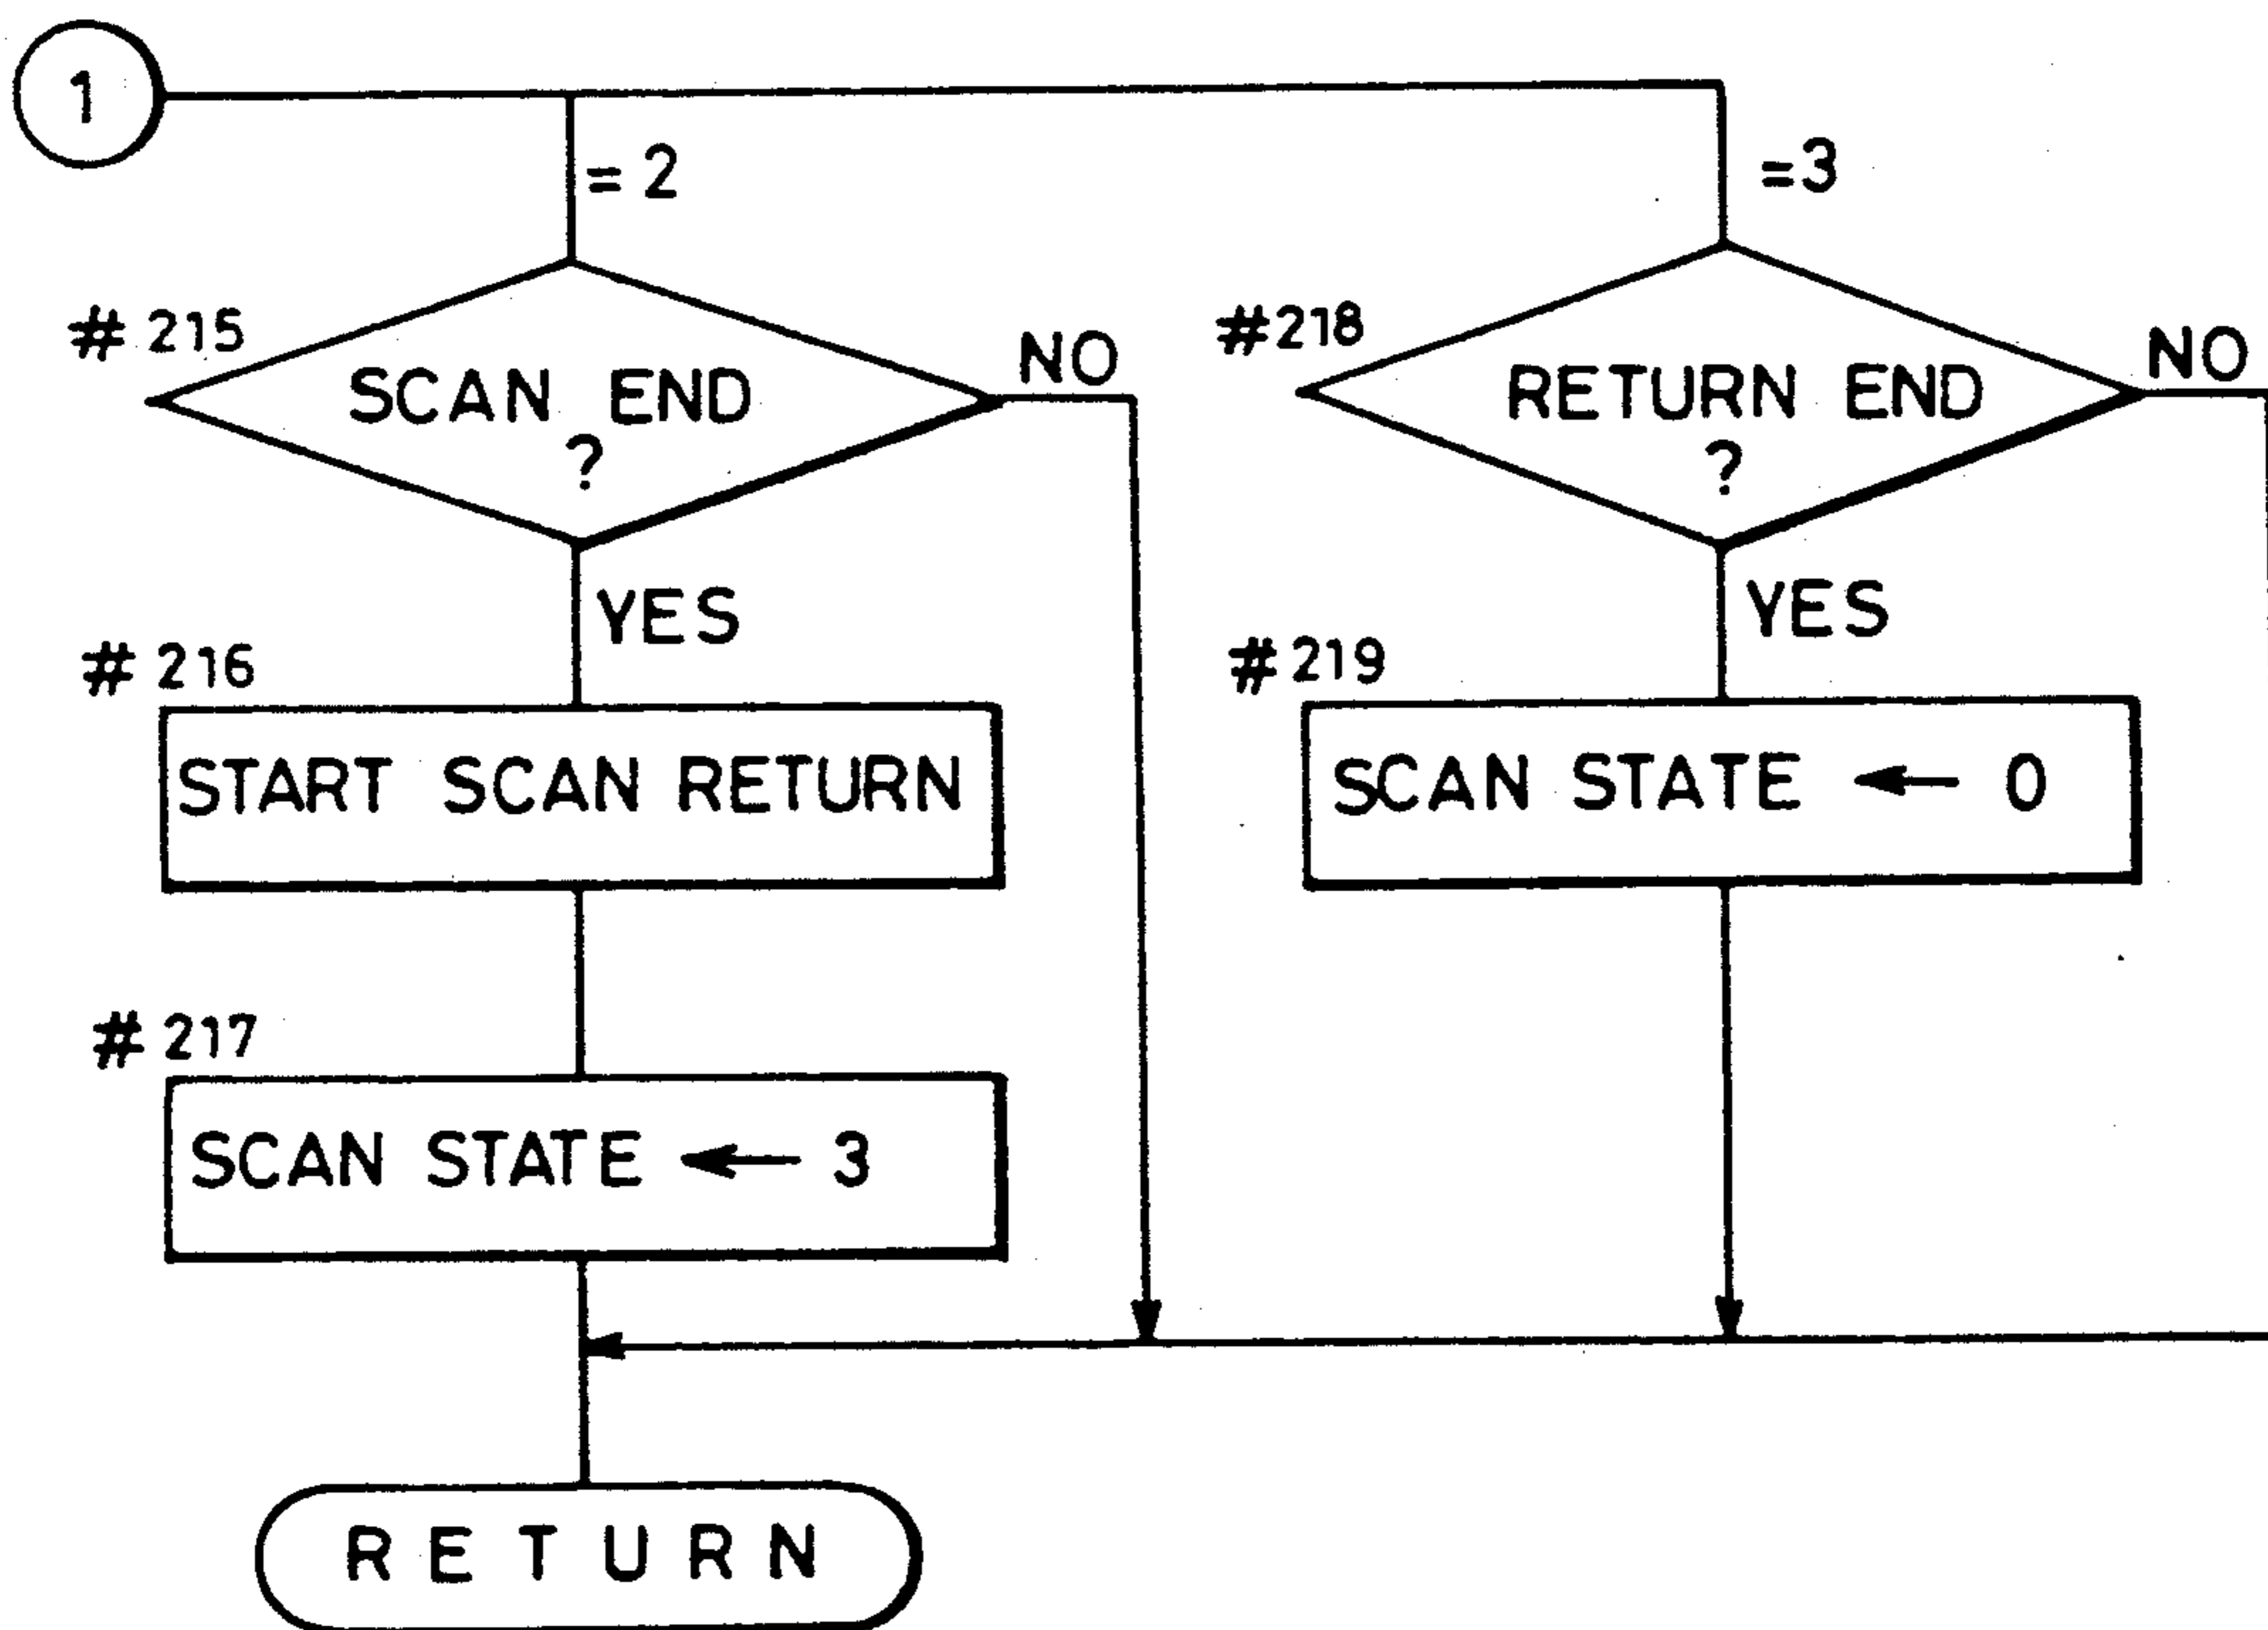 1
= 2
=3
# 215
SCAN END
?
NO
YES
# 216
START SCAN RETURN
# 217
SCAN STATE ← 3
#218
RETURN END
?
NO
YES
#219
SCAN STATE ← 0
RETURN